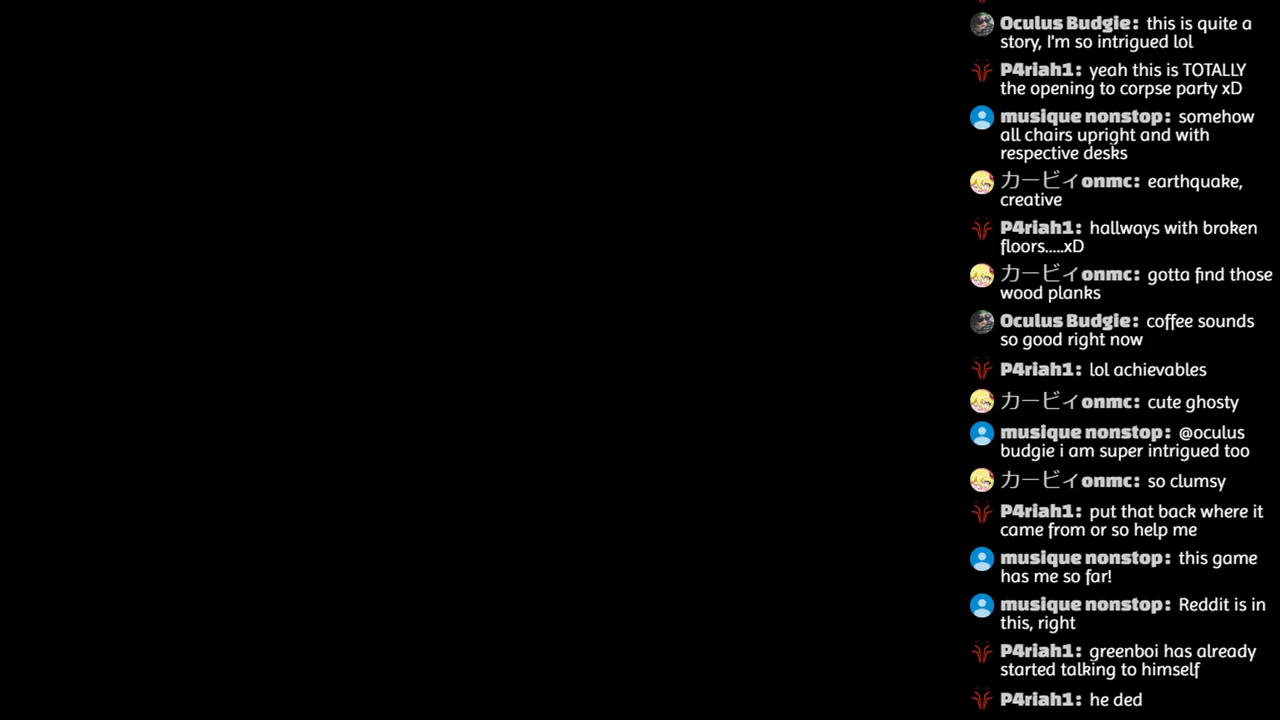 Oculus Budgie: this is quite a
story, I'm so intrigued lol
P4riah1: yeah this is TOTALLY
the opening to corpse party xD
musique nonstop: somehow
all chairs upright and with
respective desks
カービィonmc: earthquake,
creative
P4riah1: hallways with broken
floors.....xD
カービィonmc: gotta find those
wood planks
Oculus Budgie: coffee sounds
so good right now
P4riah1: lol achievables
カービィonmc: cute ghosty
musique nonstop: @oculus
budgie i am super intrigued too
カービィonmc: so clumsy
P4riah1: put that back where it
came from or so help me
musique nonstop: this game
has me so far!
musique nonstop: Reddit is in
this, right
P4riah1: greenboi has already
started talking to himself
P4riah1: he ded